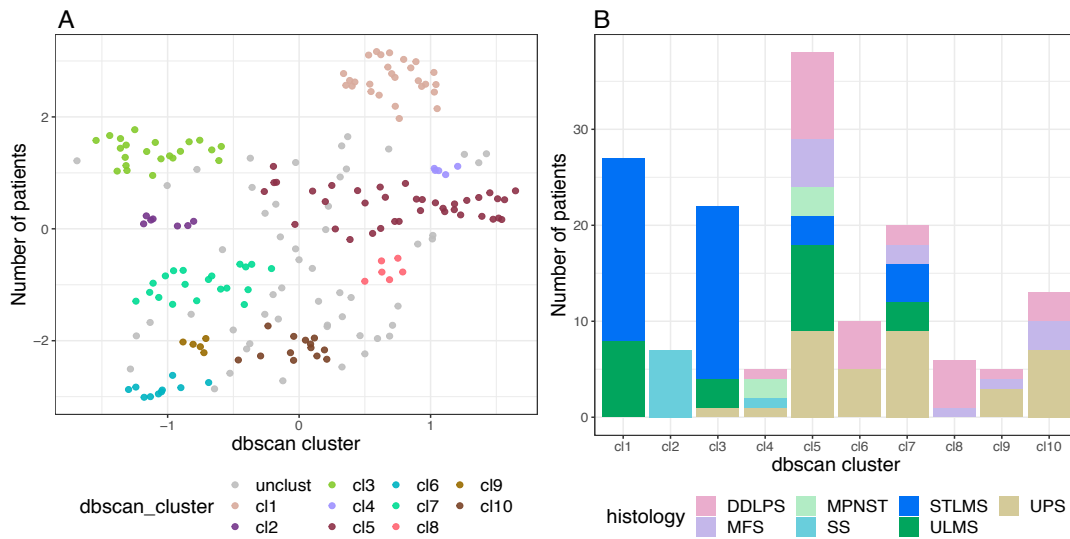 A
Number of patients
2
0
−2
−1
0
1
dbscan cluster
dbscan_cluster
unclust
cl3
cl6
cl9
cl1
cl4
cl7
cl10
cl2
cl5
cl8
B
Number of patients
30
20
10
0
cl1 cl2 cl3 cl4 cl5 cl6 cl7 cl8 cl9 cl10
dbscan cluster
histology
DDLPS
MPNST
STLMS
UPS
MFS
SS
ULMS